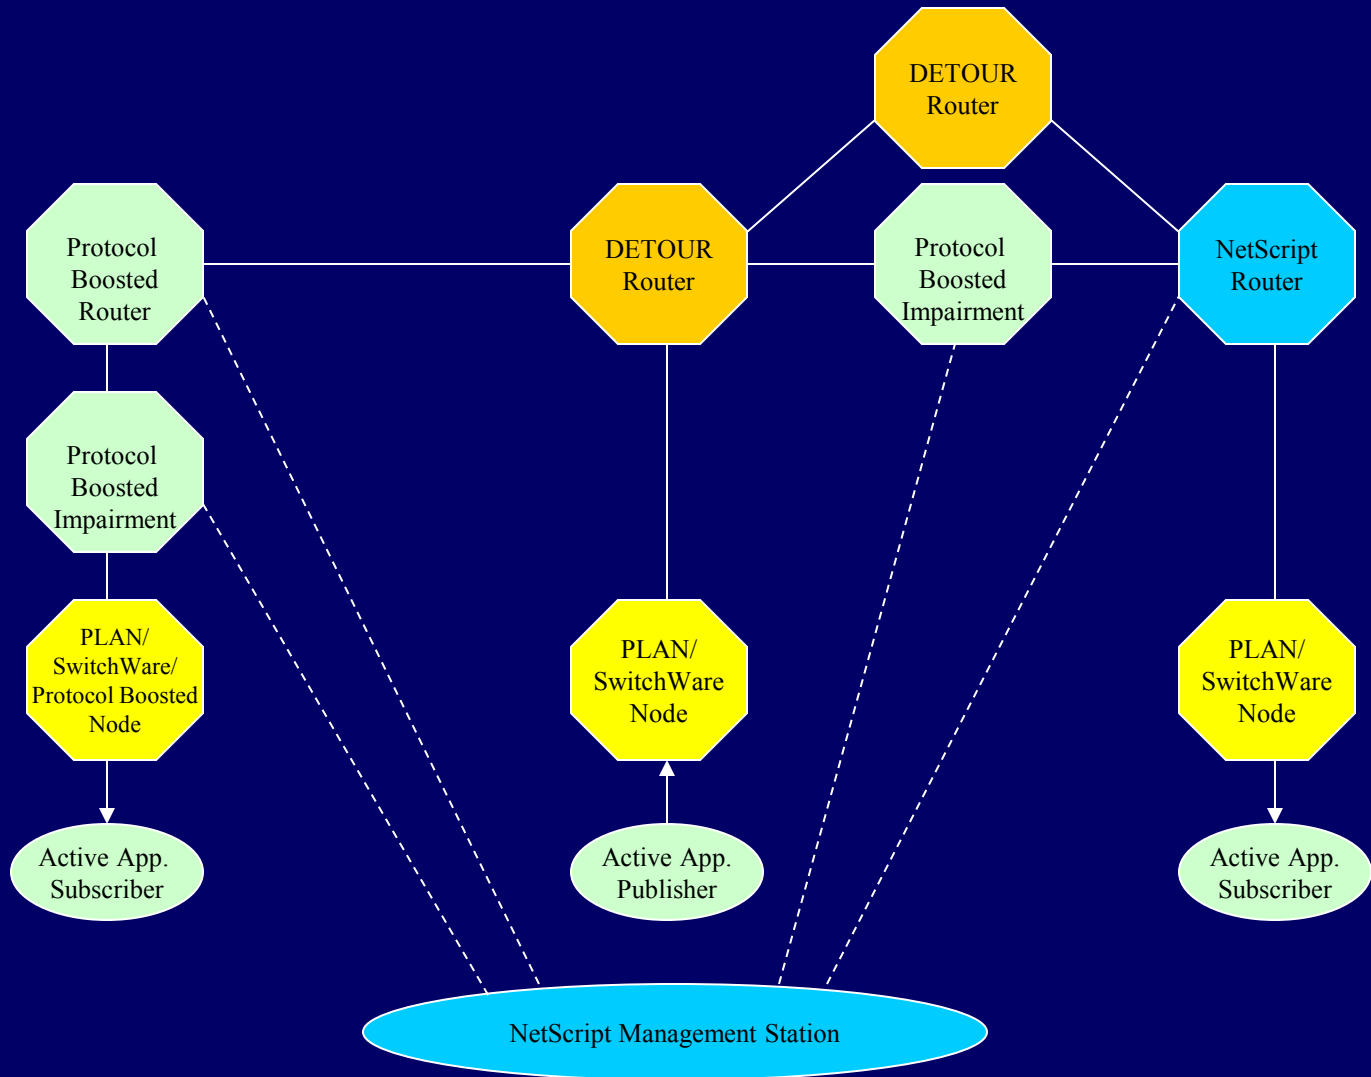 DETOUR
Router
Protocol
Boosted
Router
DETOUR
Router
Protocol
Boosted
Impairment
NetScript
Router
Protocol
Boosted
Impairment
PLAN/
SwitchWare/
Protocol Boosted
Node
PLAN/
SwitchWare
Node
PLAN/
SwitchWare
Node
Active App.
Subscriber
Active App.
Publisher
Active App.
Subscriber
NetScript Management Station